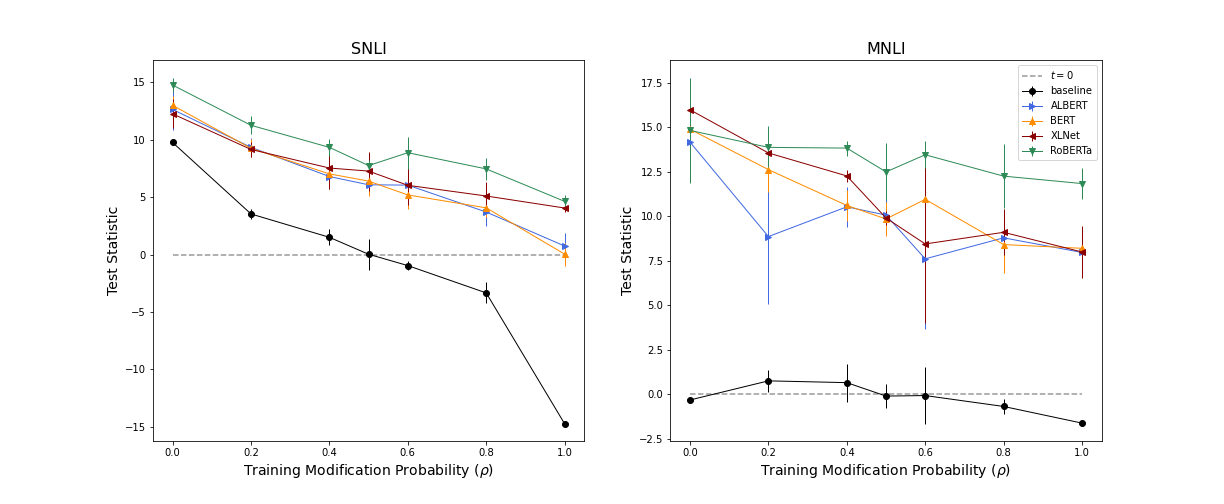 SNLI
15
10
5
0
−5
−10
−15
Test Statistic
0.0 0.2 0.4 0.6 0.8 1.0
Training Modification Probability (ρ)
MNLI
17.5
15.0
12.5
10.0
7.5
5.0
2.5
0.0
−2.5
Test Statistic
0.0 0.2 0.4 0.6 0.8 1.0
Training Modification Probability (ρ)
t = 0
baseline
ALBERT
BERT
XLNet
RoBERTa